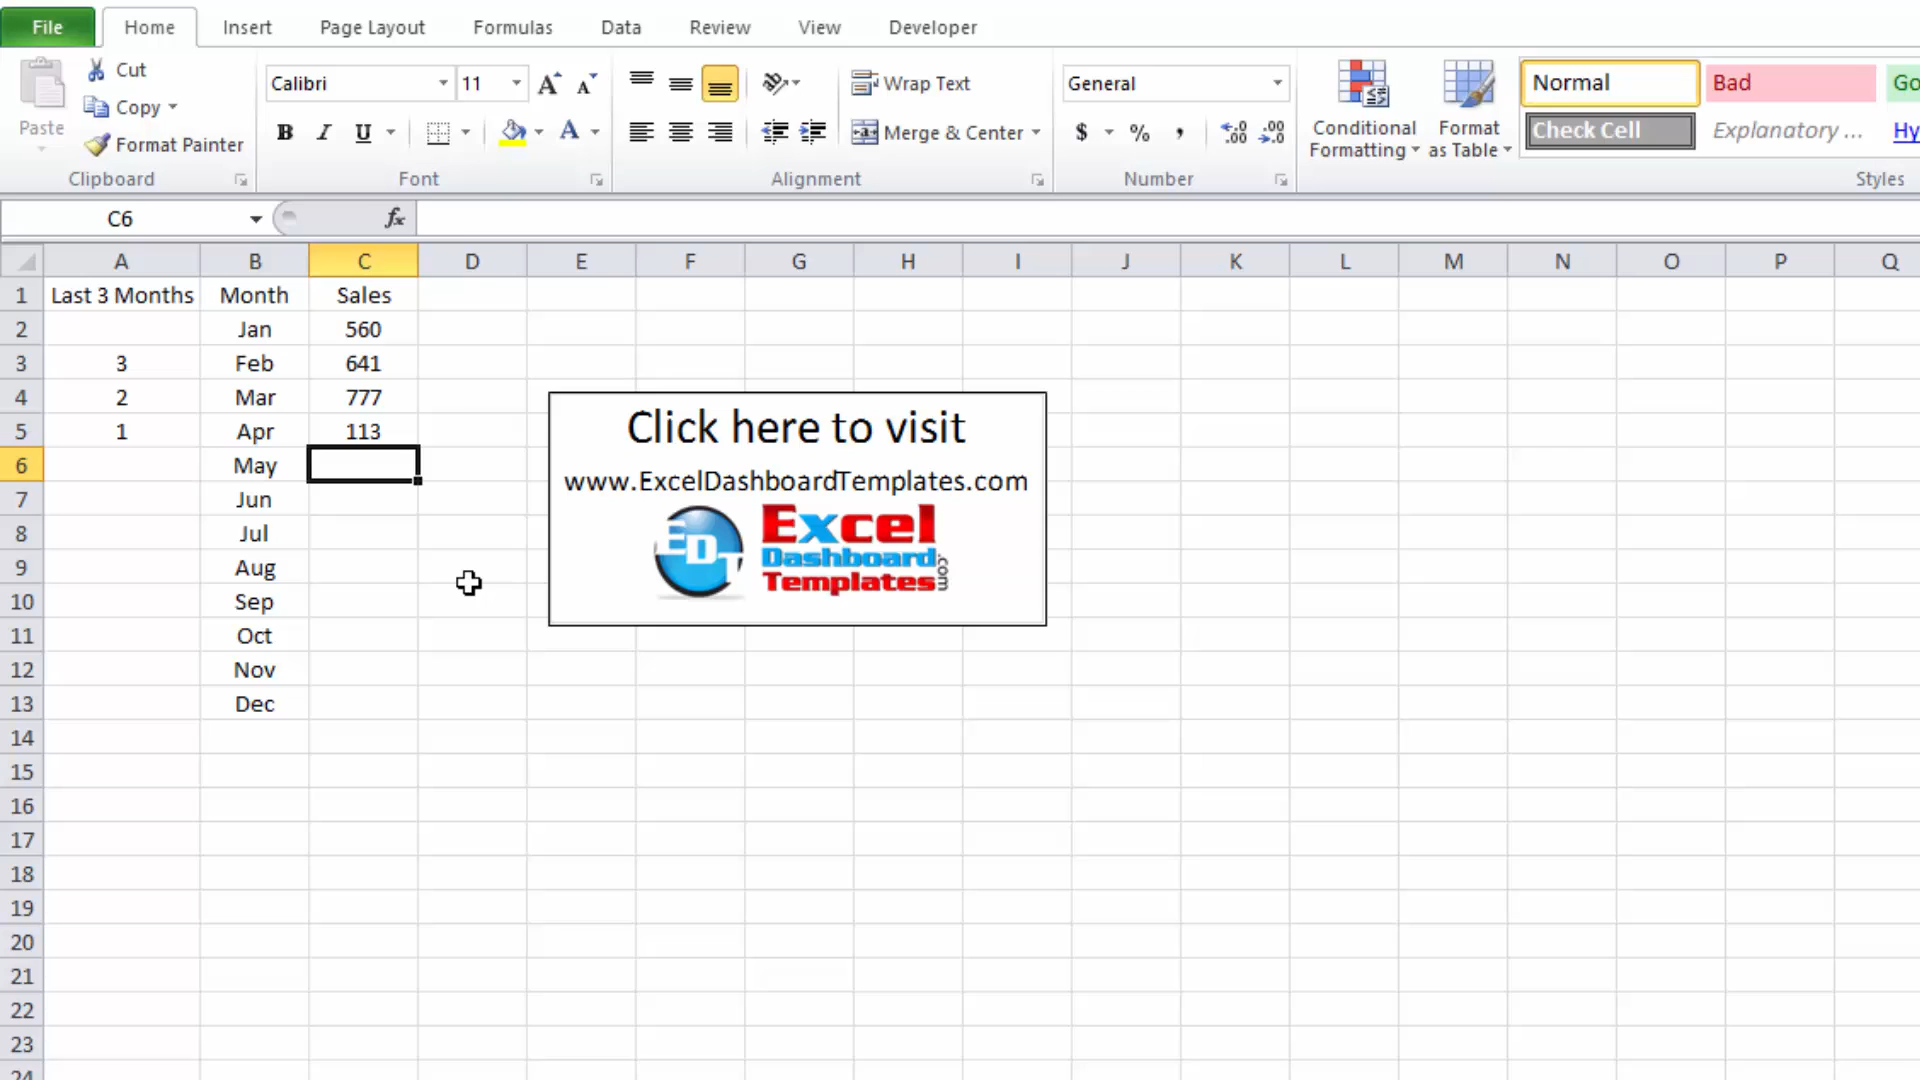 File Home Insert Page Layout Formulas Data Review View Developer
Cut
Copy
Paste
Format Painter
Clipboard
Calibri 11
B I U A
Font
Wrap Text
Merge & Center
Alignment
General
$ % ,
Number
Conditional Formatting
Format as Table
Normal Bad Go
Check Cell Explanatory ... Hy
Styles
C6 fx
A B C D E F G H I J K L M N O P Q
1 Last 3 Months Month Sales
2 Jan 560
3 3 Feb 641
4 2 Mar 777
5 1 Apr 113
6 May
7 Jun
8 Jul
9 Aug
10 Sep
11 Oct
12 Nov
13 Dec
14
15
16
17
18
19
20
21
22
23
24
Click here to visit
www.ExcelDashboardTemplates.com
EDT
Excel
Dashboard
Templates
.com